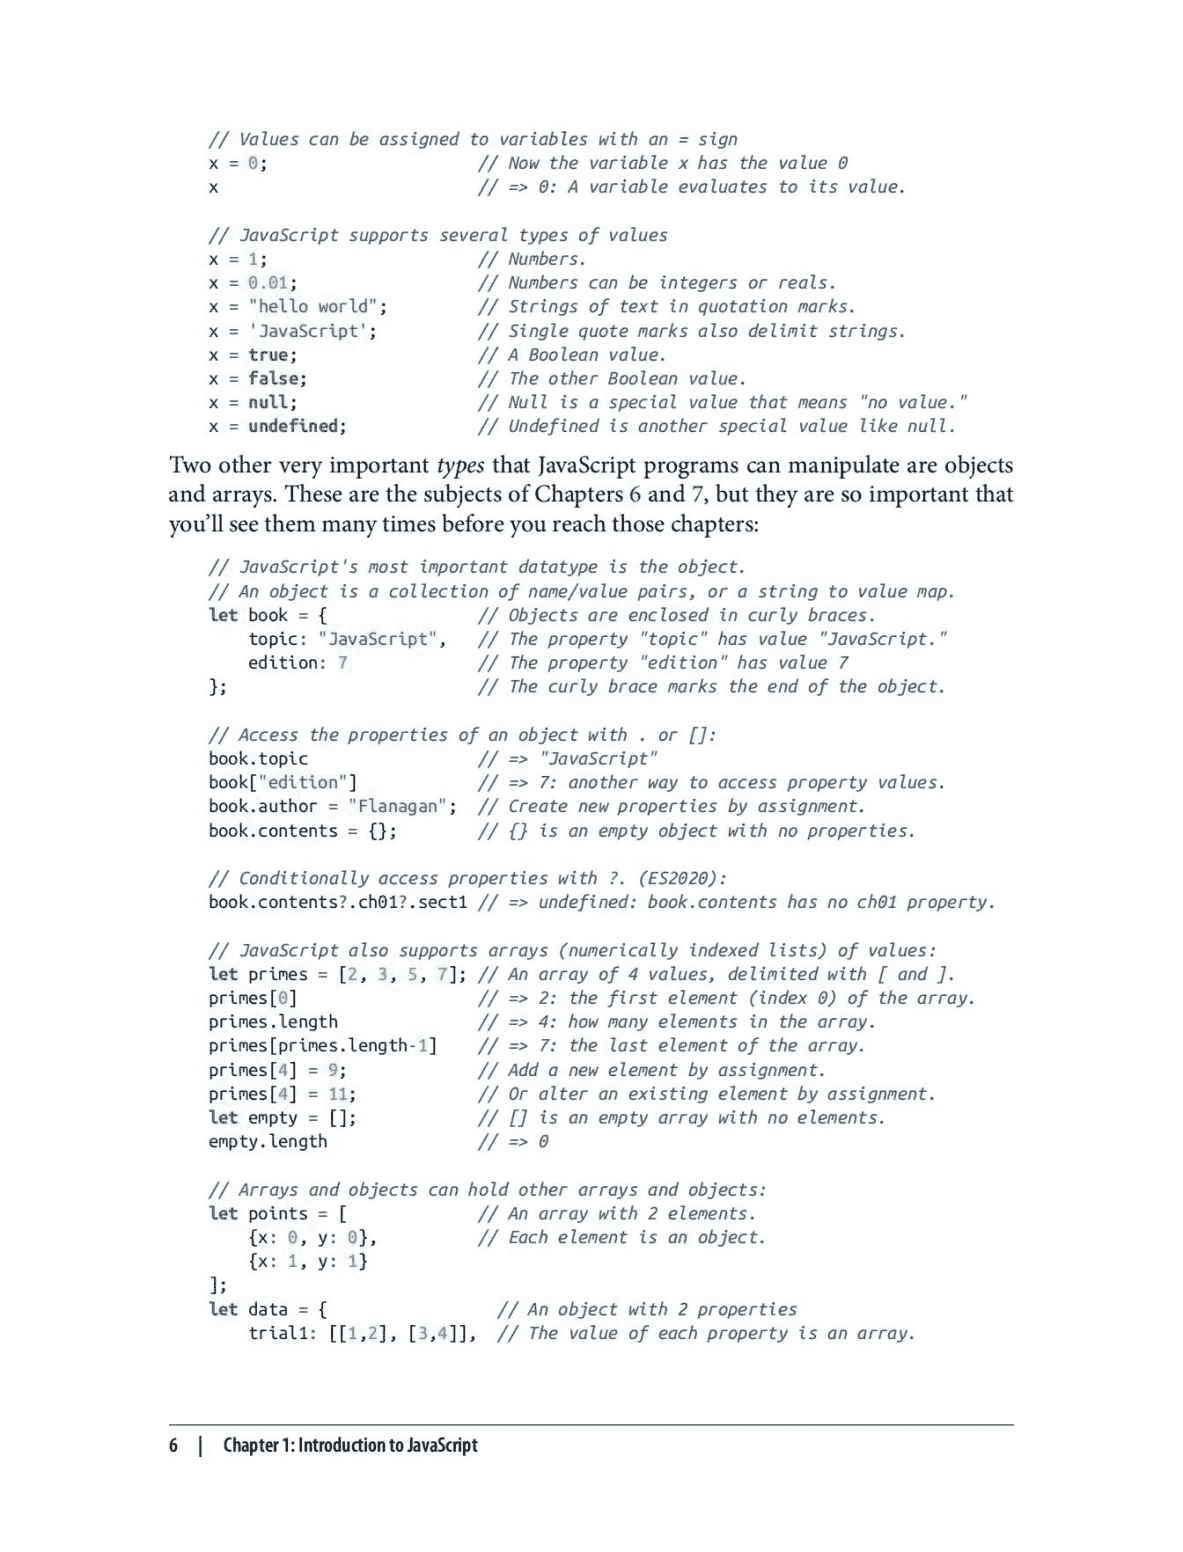 // Values can be assigned to variables with an = sign
x = 0;                     // Now the variable x has the value 0
x                          // => 0: A variable evaluates to its value.
// JavaScript supports several types of values
x = 1;                     // Numbers.
x = 0.01;                  // Numbers can be integers or reals.
x = "hello world";         // Strings of text in quotation marks.
x = 'JavaScript';          // Single quote marks also delimit strings.
x = true;                  // A Boolean value.
x = false;                 // The other Boolean value.
x = null;                  // Null is a special value that means "no value."
x = undefined;             // Undefined is another special value like null.
Two other very important types that JavaScript programs can manipulate are objects
and arrays. These are the subjects of Chapters 6 and 7, but they are so important that
you’ll see them many times before you reach those chapters:
// JavaScript's most important datatype is the object.
// An object is a collection of name/value pairs, or a string to value map.
let book = {               // Objects are enclosed in curly braces.
    topic: "JavaScript",   // The property "topic" has value "JavaScript."
    edition: 7             // The property "edition" has value 7
};                         // The curly brace marks the end of the object.
// Access the properties of an object with . or []:
book.topic                 // => "JavaScript"
book["edition"]            // => 7: another way to access property values.
book.author = "Flanagan";  // Create new properties by assignment.
book.contents = {};        // {} is an empty object with no properties.
// Conditionally access properties with ?. (ES2020):
book.contents?.ch01?.sect1 // => undefined: book.contents has no ch01 property.
// JavaScript also supports arrays (numerically indexed lists) of values:
let primes = [2, 3, 5, 7]; // An array of 4 values, delimited with [ and ].
primes[0]                  // => 2: the first element (index 0) of the array.
primes.length              // => 4: how many elements in the array.
primes[primes.length-1]    // => 7: the last element of the array.
primes[4] = 9;             // Add a new element by assignment.
primes[4] = 11;            // Or alter an existing element by assignment.
let empty = [];            // [] is an empty array with no elements.
empty.length               // => 0
// Arrays and objects can hold other arrays and objects:
let points = [             // An array with 2 elements.
    {x: 0, y: 0},          // Each element is an object.
    {x: 1, y: 1}
];
let data = {                 // An object with 2 properties
    trial1: [[1,2], [3,4]],  // The value of each property is an array.
6 | Chapter 1: Introduction to JavaScript